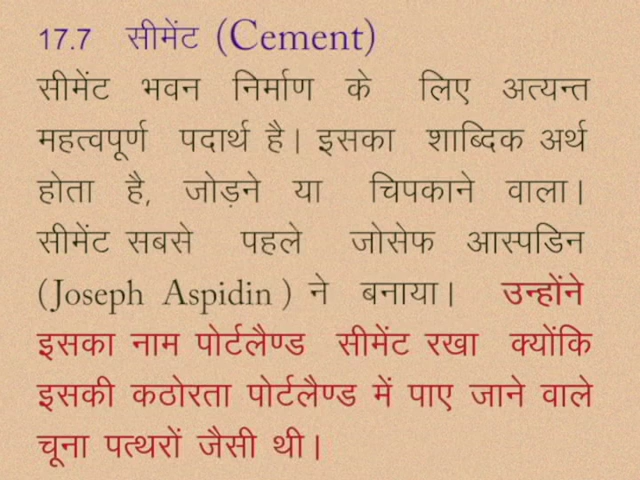 17.7 सीमेंट (Cement)
सीमेंट भवन निर्माण के लिए अत्यन्त
महत्वपूर्ण पदार्थ है। इसका शाब्दिक अर्थ
होता है, जोड़ने या चिपकाने वाला।
सीमेंट सबसे पहले जोसेफ आस्पडिन
(Joseph Aspidin ) ने बनाया। उन्होंने
इसका नाम पोर्टलैण्ड सीमेंट रखा क्योंकि
इसकी कठोरता पोर्टलैण्ड में पाए जाने वाले
चूना पत्थरों जैसी थी।